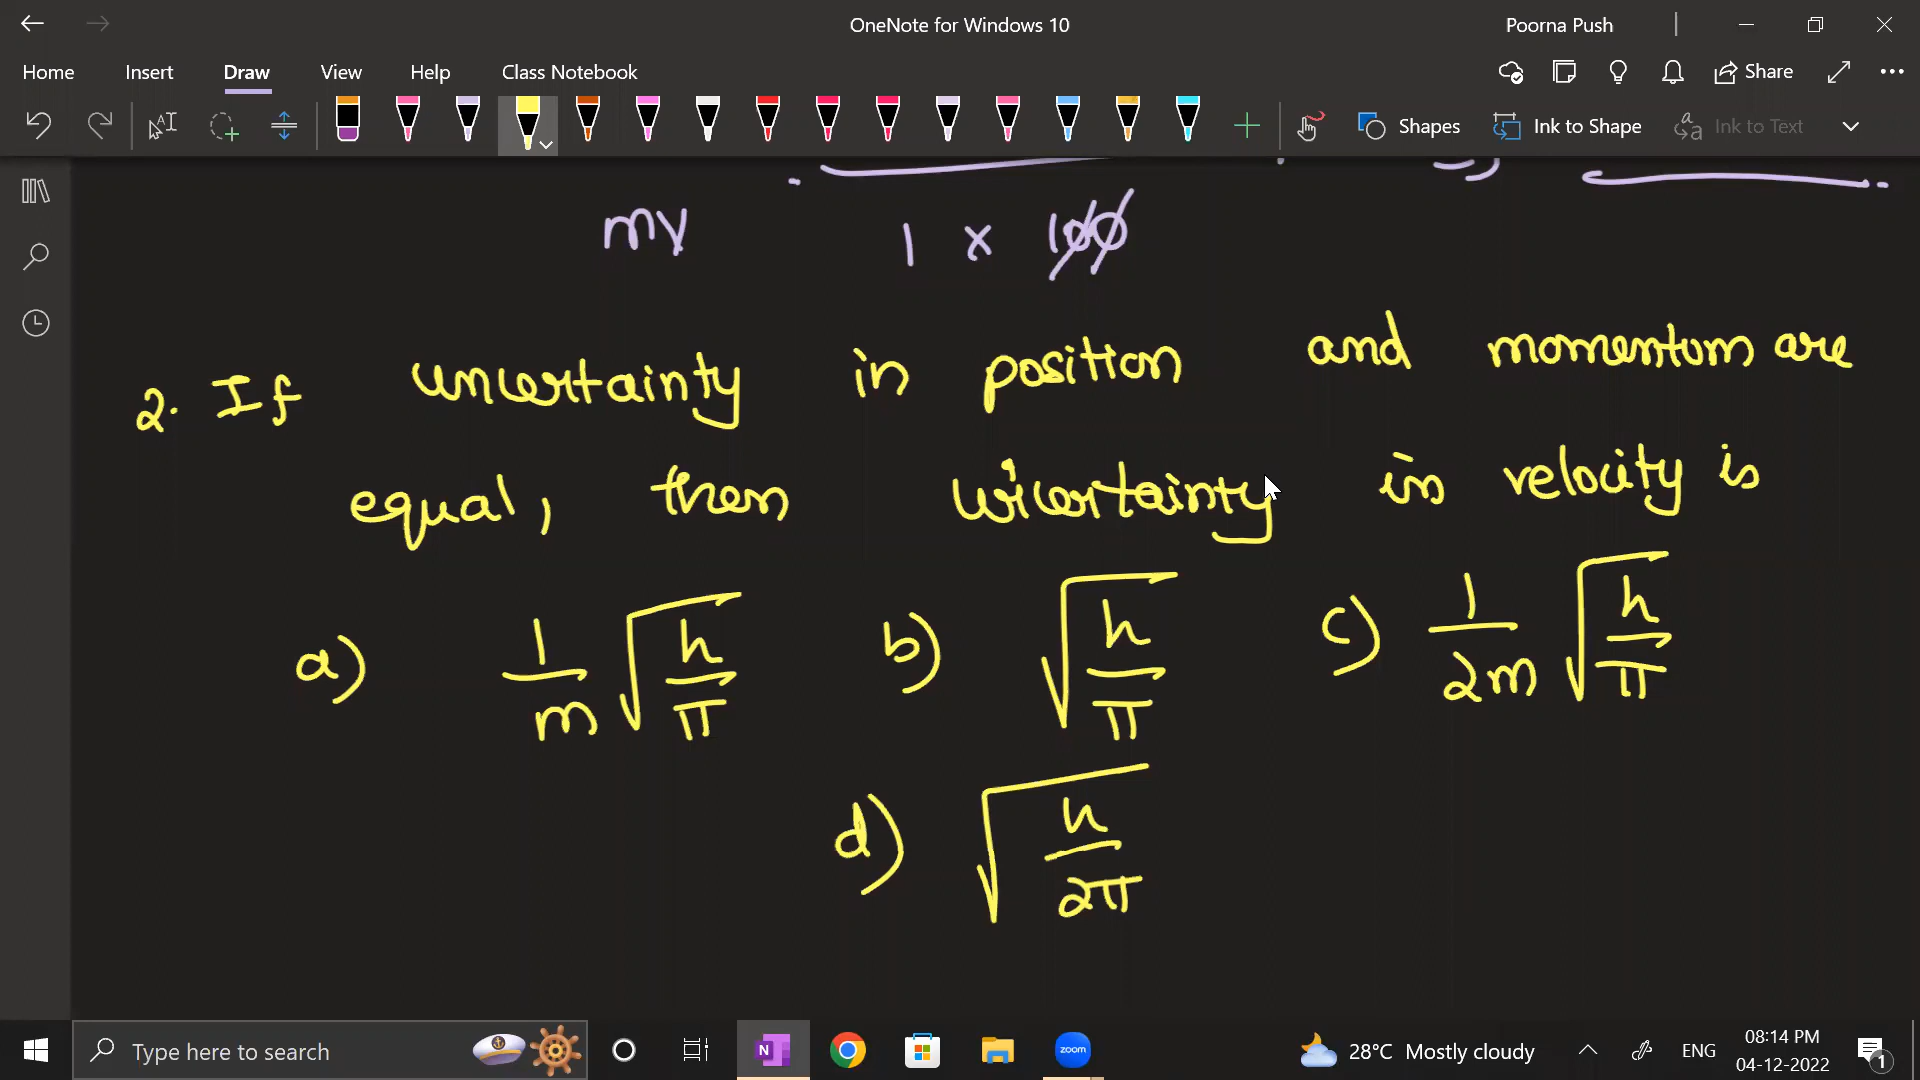 OneNote for Windows 10
Poorna Push
Home Insert Draw View Help Class Notebook
Share
Shapes Ink to Shape Ink to Text
my 1 x 100
2. If uncertainty in position and momentum are
equal, then uncertainty in velocity is
a) 1/m √h/π b) √h/π c) 1/2m √h/π
d) √h/2π
Type here to search
N
zoom
28°C Mostly cloudy
ENG
08:14 PM
04-12-2022
1